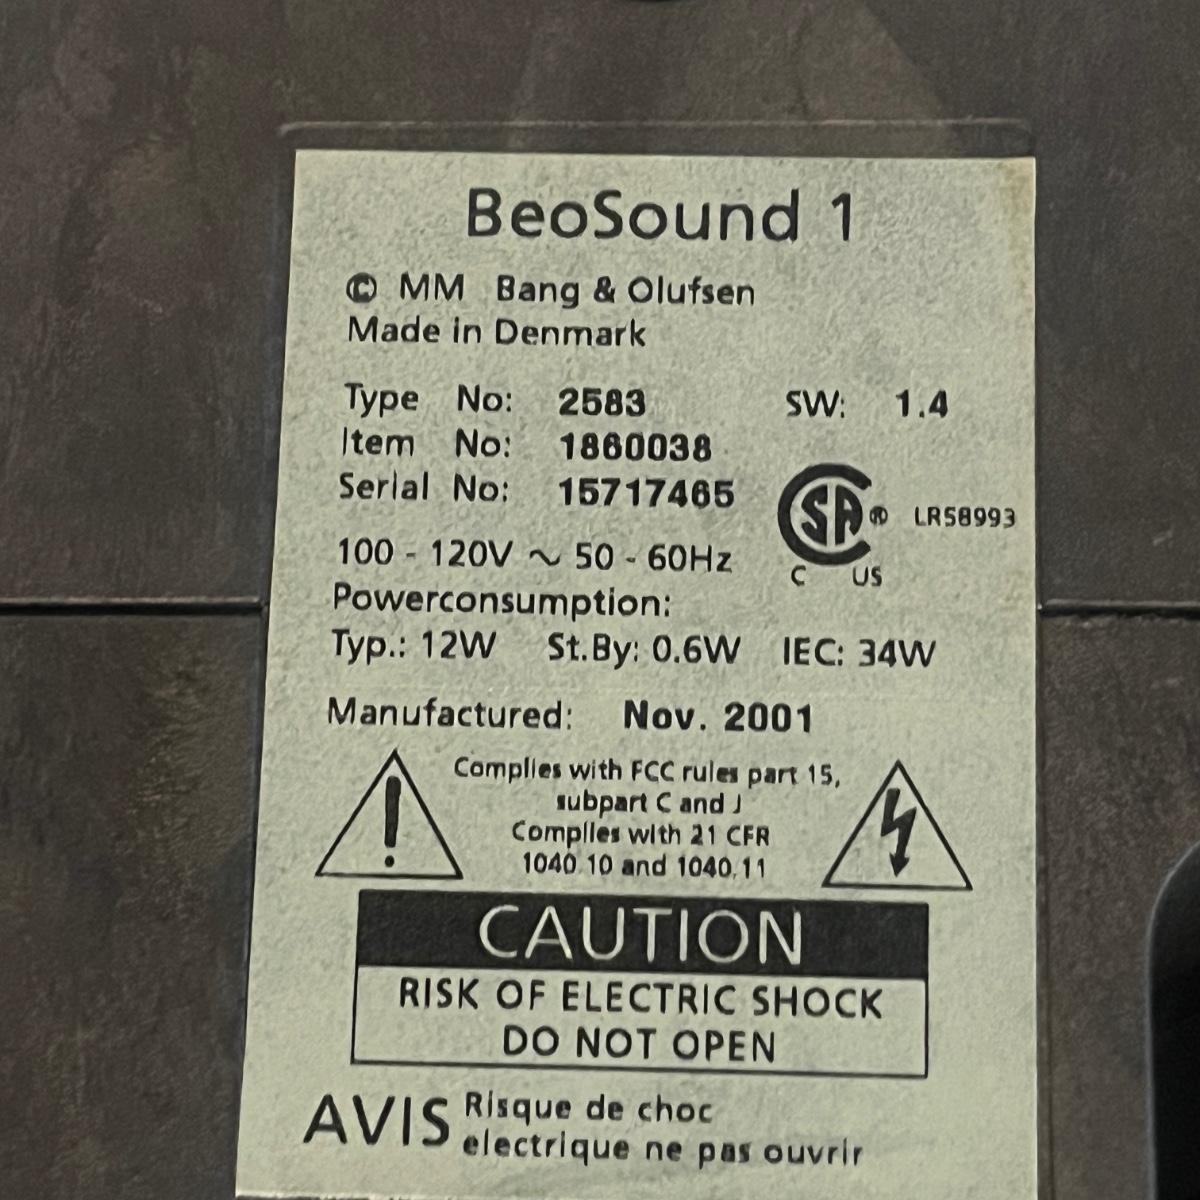 BeoSound 1
© MM Bang & Olufsen
Made in Denmark
Type No: 2583 SW: 1.4
Item No: 1860038
Serial No: 15717465
CSA® LR58993
C US
100 - 120V ~ 50 - 60Hz
Powerconsumption:
Typ.: 12W St.By: 0.6W IEC: 34W
Manufactured: Nov. 2001
Complies with FCC rules part 15,
subpart C and J
Complies with 21 CFR
1040.10 and 1040.11
CAUTION
RISK OF ELECTRIC SHOCK
DO NOT OPEN
AVIS Risque de choc
electrique ne pas ouvrir